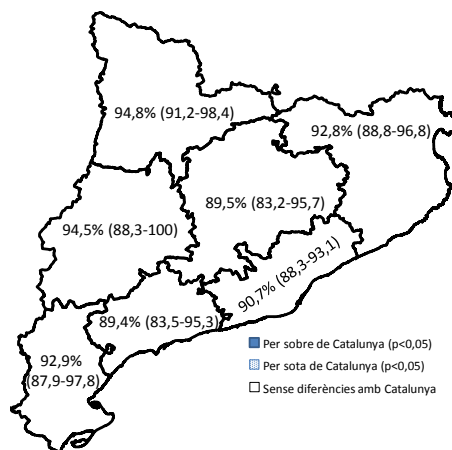 94,8% (91,2-98,4)
92,8% (88,8-96,8)
89,5% (83,2-95,7)
94,5% (88,3-100)
90,7% (88,3-93,1)
89,4% (83,5-95,3)
92,9%
(87,9-97,8)
Per sobre de Catalunya (p<0,05)
Per sota de Catalunya (p<0,05)
Sense diferències amb Catalunya